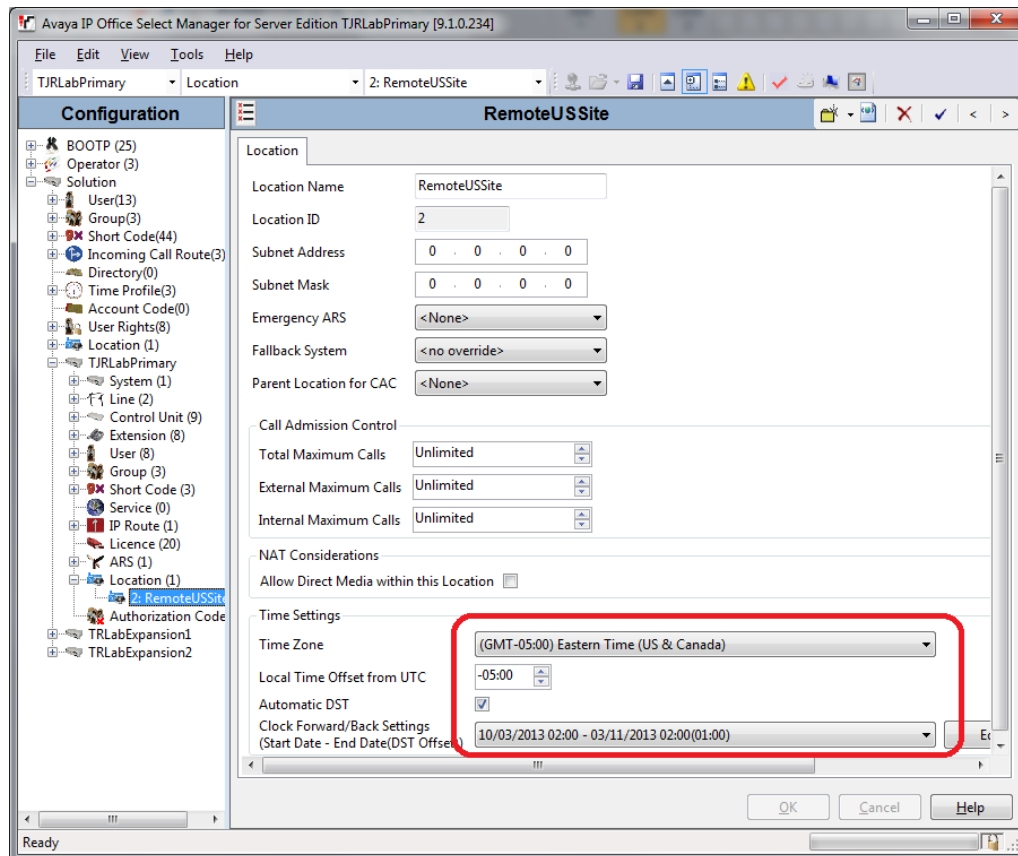 Avaya IP Office Select Manager for Server Edition TJRLabPrimary [9.1.0.234]
File Edit View Tools Help
TJRLabPrimary Location 2: RemoteUSSite
Configuration
RemoteUSSite
BOOTP (25)
Operator (3)
Solution
User(13)
Group(3)
Short Code(44)
Incoming Call Route(3)
Directory(0)
Time Profile(3)
Account Code(0)
User Rights(8)
Location (1)
TJRLabPrimary
System (1)
Line (2)
Control Unit (9)
Extension (8)
User (8)
Group (3)
Short Code (3)
Service (0)
IP Route (1)
Licence (20)
ARS (1)
Location (1)
2: RemoteUSSite
Authorization Code
TRLabExpansion1
TRLabExpansion2
Location
Location Name RemoteUSSite
Location ID 2
Subnet Address 0 . 0 . 0 . 0
Subnet Mask 0 . 0 . 0 . 0
Emergency ARS <None>
Fallback System <no override>
Parent Location for CAC <None>
Call Admission Control
Total Maximum Calls Unlimited
External Maximum Calls Unlimited
Internal Maximum Calls Unlimited
NAT Considerations
Allow Direct Media within this Location
Time Settings
Time Zone (GMT-05:00) Eastern Time (US & Canada)
Local Time Offset from UTC -05:00
Automatic DST
Clock Forward/Back Settings
(Start Date - End Date(DST Offset) 10/03/2013 02:00 - 03/11/2013 02:00(01:00)
OK Cancel Help
Ready